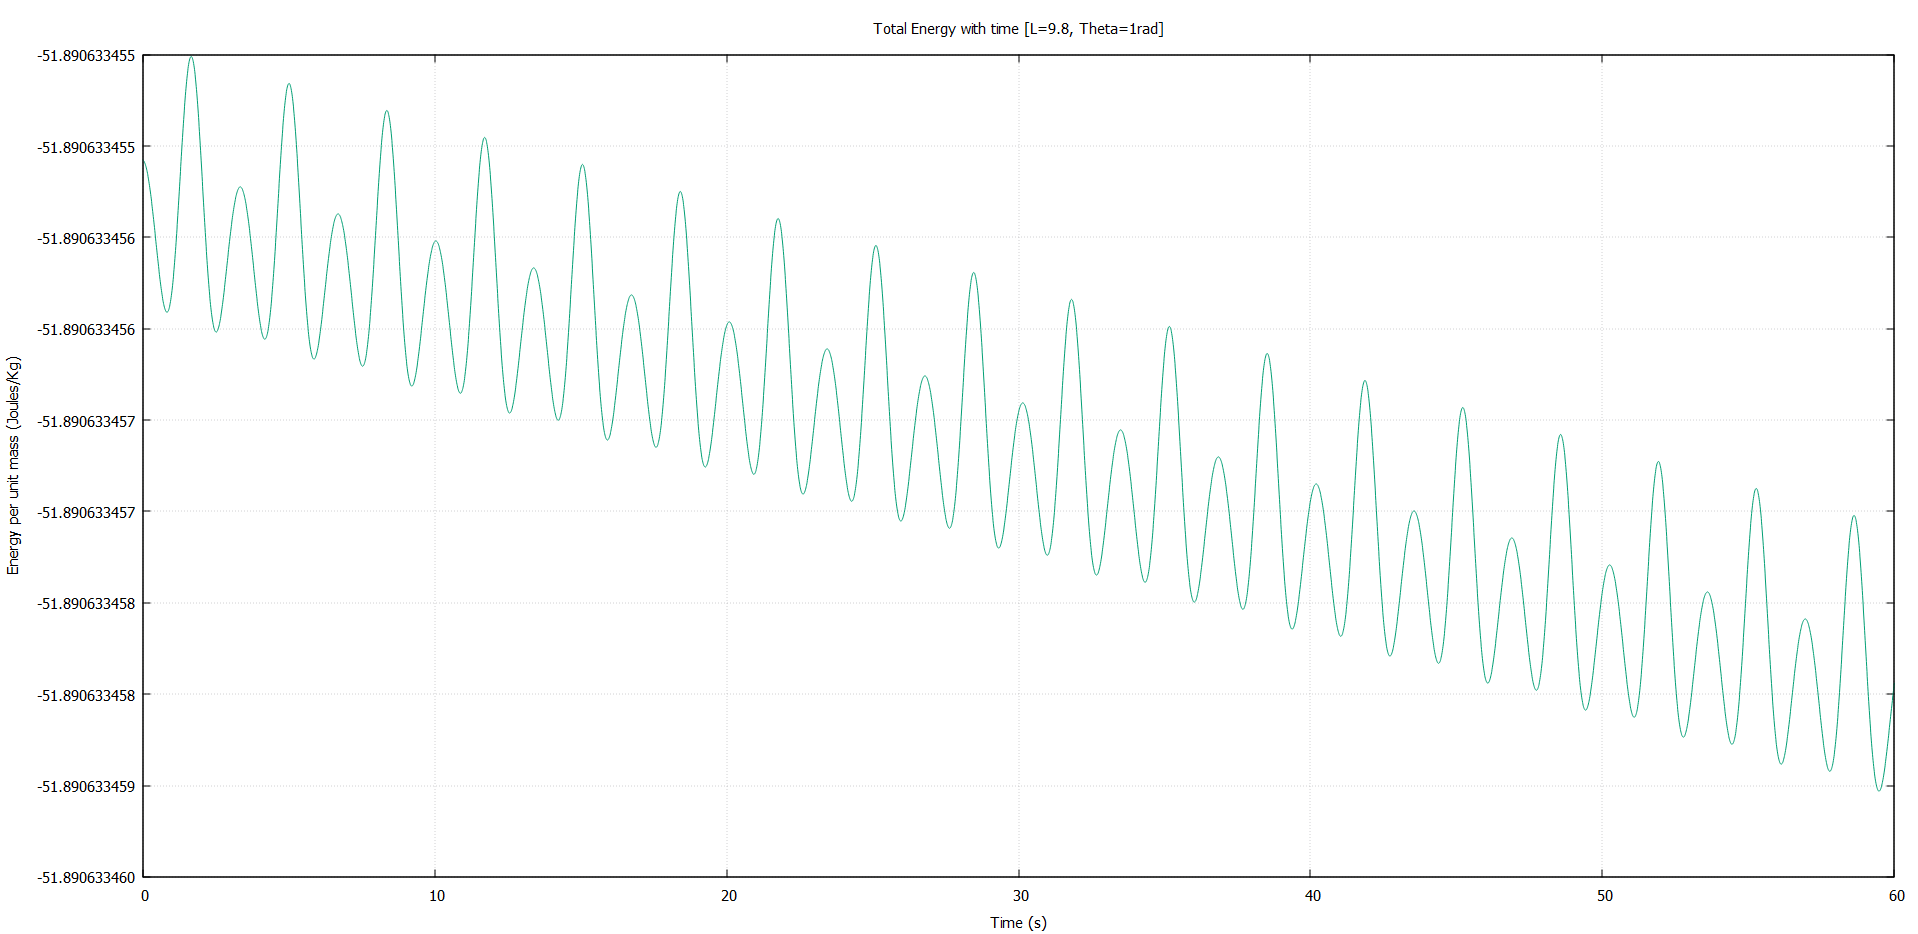 Total Energy with time [L=9.8, Theta=1rad]
-51.890633455
-51.890633455
-51.890633456
-51.890633456
-51.890633457
-51.890633457
-51.890633458
-51.890633458
-51.890633459
-51.890633460
Energy per unit mass (Joules/Kg)
0 10 20 30 40 50 60
Time (s)